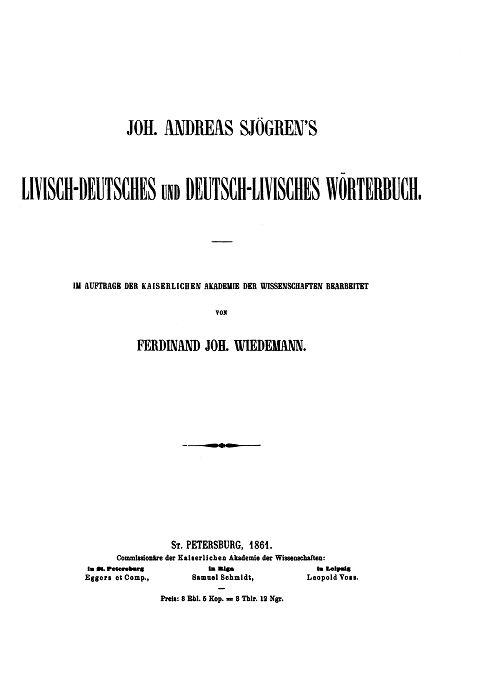 JOH. ANDREAS SJÖGREN'S
LIVISCH-DEUTSCHES UND DEUTSCH-LIVISCHES WÖRTERBUCH.
IM AUFTRAGE DER KAISERLICHEN AKADEMIE DER WISSENSCHAFTEN BEARBEITET
VON
FERDINAND JOH. WIEDEMANN.
ST. PETERSBURG, 1861.
Commissionäre der Kaiserlichen Akademie der Wissenschaften:
in St. Petersburg in Riga in Leipzig
Eggers et Comp., Samuel Schmidt, Leopold Voss.
Preis: 3 Rbl. 5 Kop. = 3 Thlr. 12 Ngr.